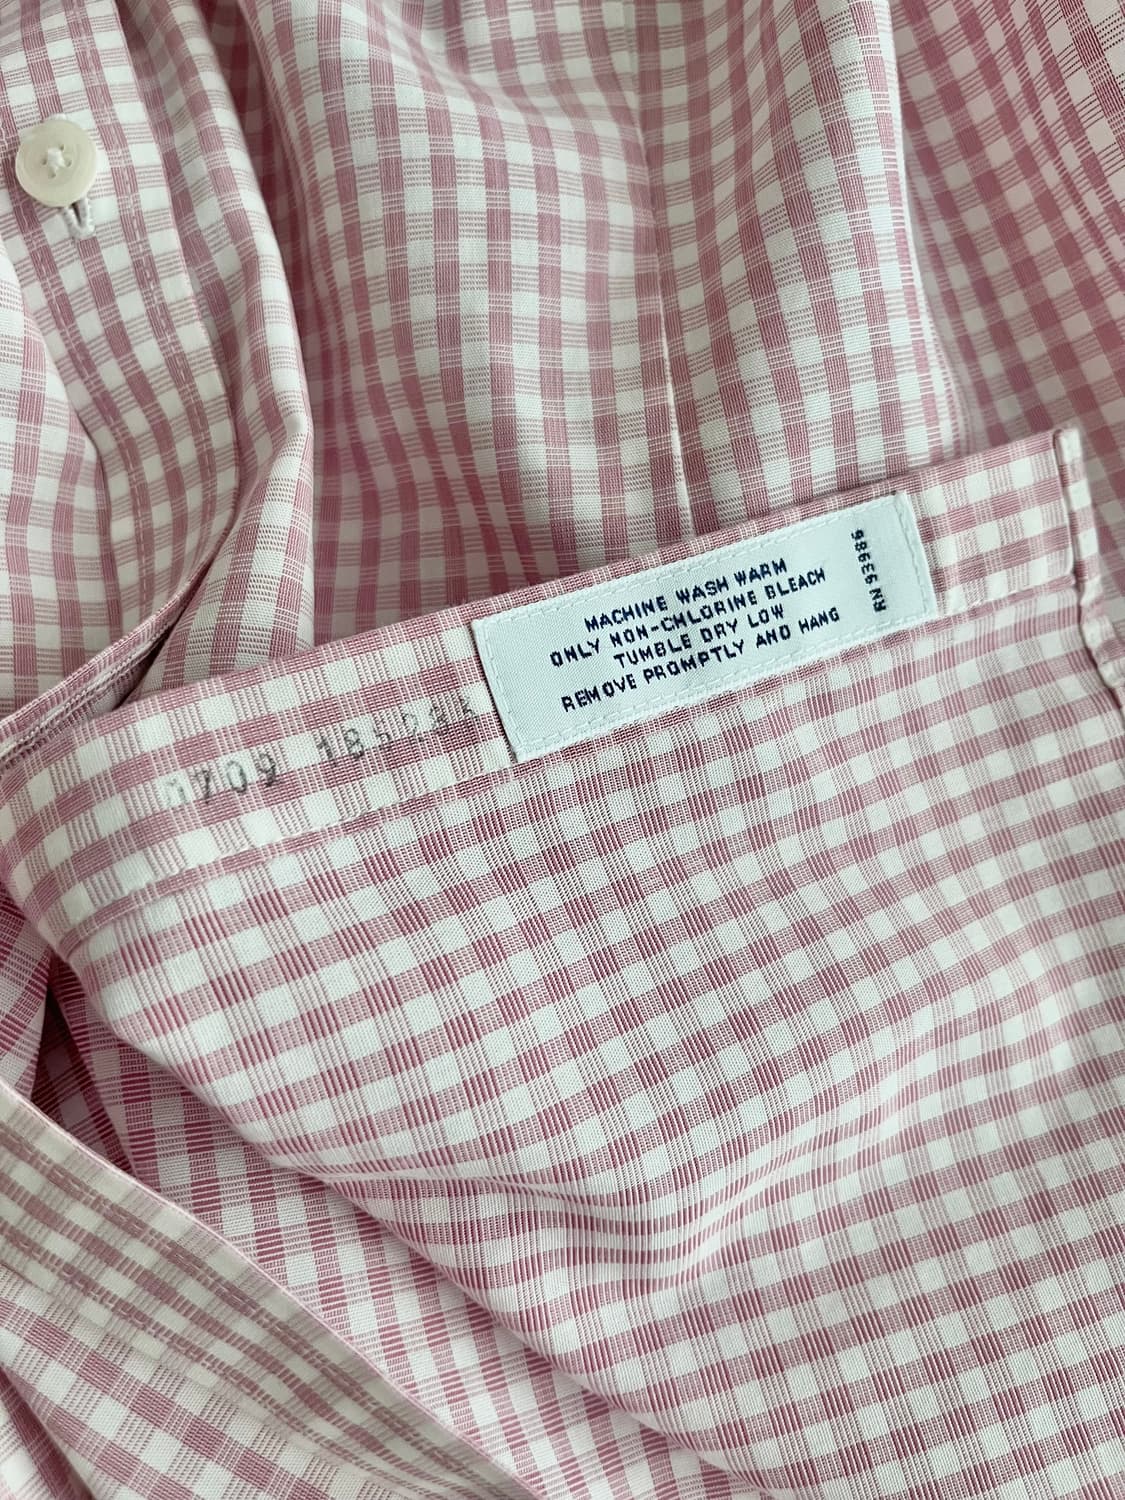 MACHINE WASH WARM
ONLY NON-CHLORINE BLEACH
TUMBLE DRY LOW
REMOVE PROMPTLY AND HANG
RN 93986